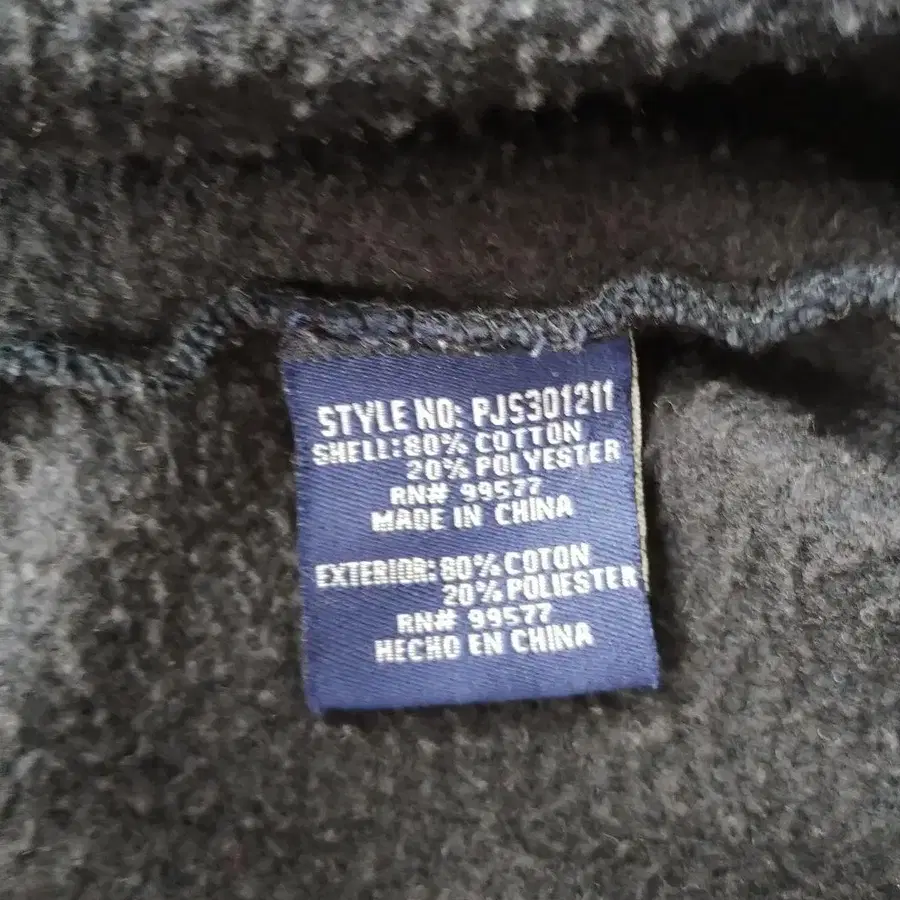 STYLE NO: PJS301211
SHELL: 80% COTTON
20% POLYESTER
RN# 99577
MADE IN CHINA
EXTERIOR: 80% COTON
20% POLIESTER
RN# 99577
HECHO EN CHINA